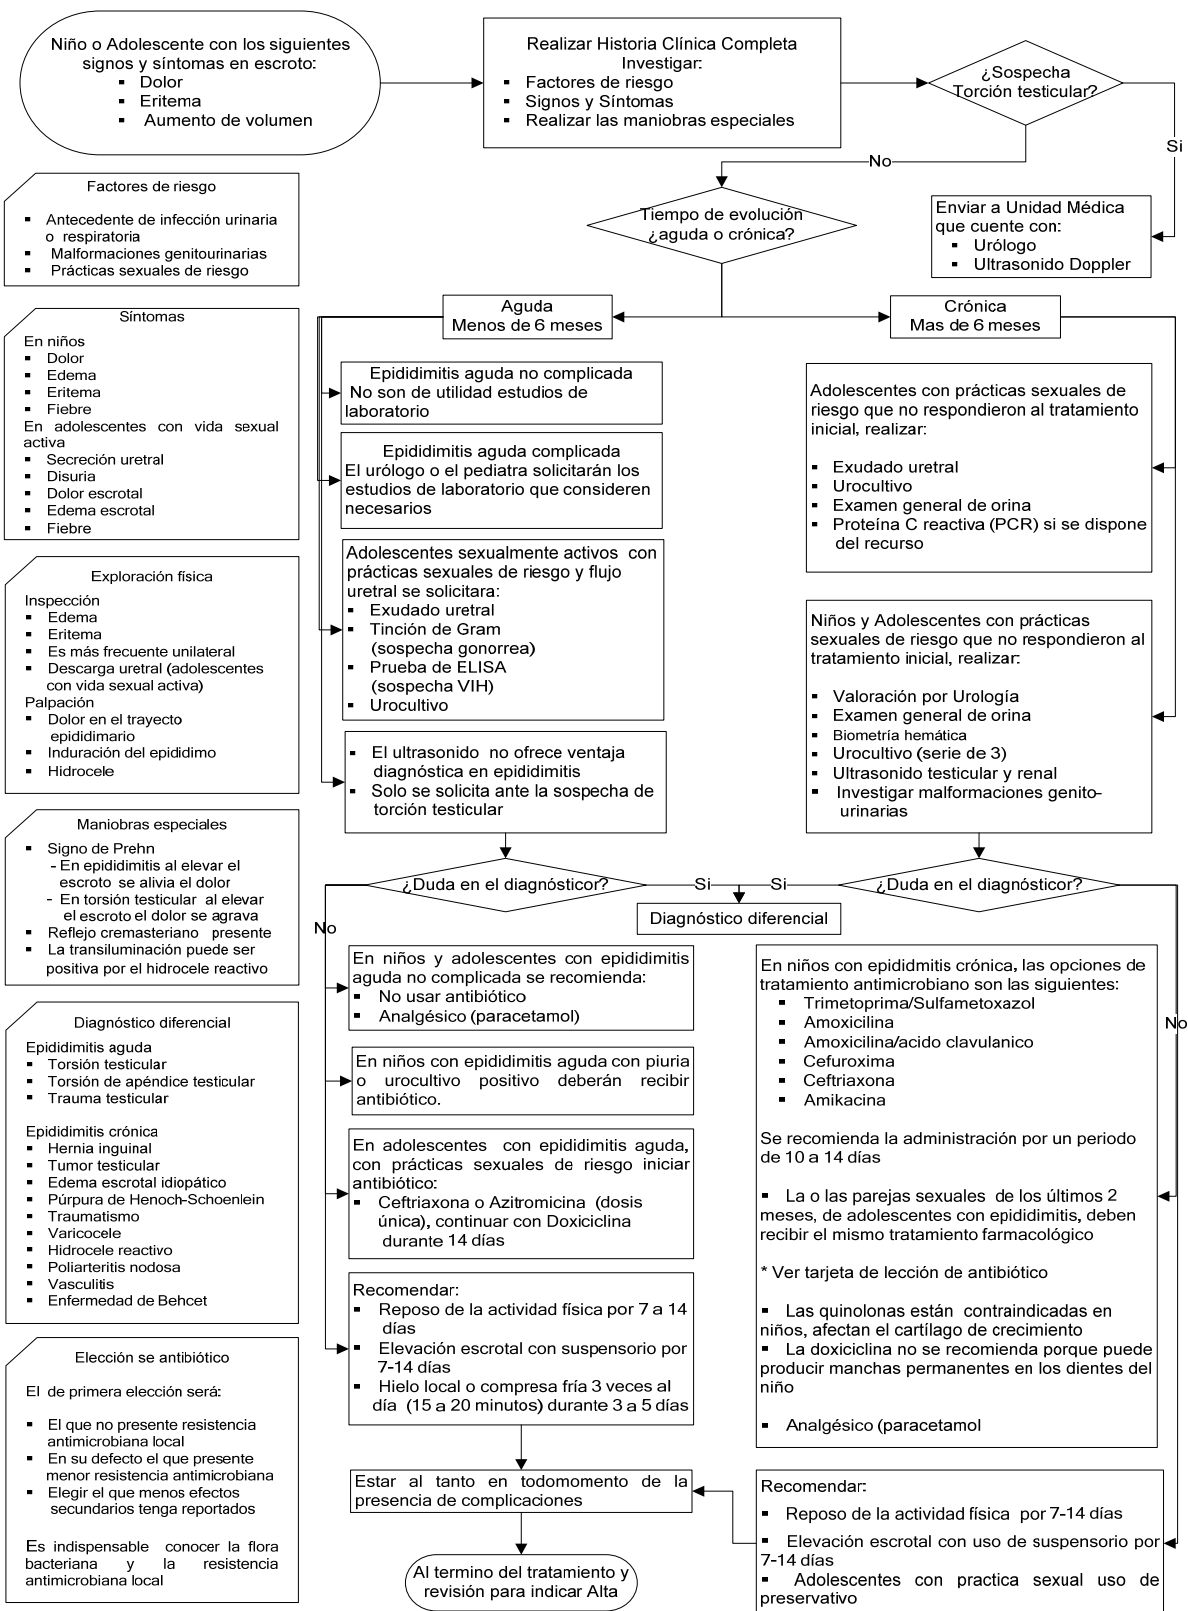 Niño o Adolescente con los siguientes
signos y síntomas en escroto:
▪ Dolor
▪ Eritema
▪ Aumento de volumen
Realizar Historia Clínica Completa
Investigar:
▪ Factores de riesgo
▪ Signos y Síntomas
▪ Realizar las maniobras especiales
¿Sospecha
Torción testicular?
Si
No
Enviar a Unidad Médica
que cuente con:
▪ Urólogo
▪ Ultrasonido Doppler
Tiempo de evolución
¿aguda o crónica?
Aguda
Menos de 6 meses
Crónica
Mas de 6 meses
Factores de riesgo
▪ Antecedente de infección urinaria
o respiratoria
▪ Malformaciones genitourinarias
▪ Prácticas sexuales de riesgo
Síntomas
En niños
▪ Dolor
▪ Edema
▪ Eritema
▪ Fiebre
En adolescentes con vida sexual
activa
▪ Secreción uretral
▪ Disuria
▪ Dolor escrotal
▪ Edema escrotal
▪ Fiebre
Exploración física
Inspección
▪ Edema
▪ Eritema
▪ Es más frecuente unilateral
▪ Descarga uretral (adolescentes
con vida sexual activa)
Palpación
▪ Dolor en el trayecto
epididimario
▪ Induración del epidídimo
▪ Hidrocele
Maniobras especiales
▪ Signo de Prehn
- En epididimitis al elevar el
escroto se alivia el dolor
- En torsión testicular al elevar
el escroto el dolor se agrava
▪ Reflejo cremasteriano presente
▪ La transiluminación puede ser
positiva por el hidrocele reactivo
Diagnóstico diferencial
Epididimitis aguda
▪ Torsión testicular
▪ Torsión de apéndice testicular
▪ Trauma testicular
Epididimitis crónica
▪ Hernia inguinal
▪ Tumor testicular
▪ Edema escrotal idiopático
▪ Púrpura de Henoch-Schoenlein
▪ Traumatismo
▪ Varicocele
▪ Hidrocele reactivo
▪ Poliarteritis nodosa
▪ Vasculitis
▪ Enfermedad de Behcet
Elección se antibiótico
El de primera elección será:
▪ El que no presente resistencia
antimicrobiana local
▪ En su defecto el que presente
menor resistencia antimicrobiana
▪ Elegir el que menos efectos
secundarios tenga reportados
Es indispensable conocer la flora
bacteriana y la resistencia
antimicrobiana local
Epididimitis aguda no complicada
No son de utilidad estudios de
laboratorio
Epididimitis aguda complicada
El urólogo o el pediatra solicitarán los
estudios de laboratorio que consideren
necesarios
Adolescentes sexualmente activos con
prácticas sexuales de riesgo y flujo
uretral se solicitara:
▪ Exudado uretral
▪ Tinción de Gram
(sospecha gonorrea)
▪ Prueba de ELISA
(sospecha VIH)
▪ Urocultivo
▪ El ultrasonido no ofrece ventaja
diagnóstica en epididimitis
▪ Solo se solicita ante la sospecha de
torción testicular
¿Duda en el diagnósticor?
Si
Si
¿Duda en el diagnósticor?
Diagnóstico diferencial
No
No
En niños y adolescentes con epididimitis
aguda no complicada se recomienda:
▪ No usar antibiótico
▪ Analgésico (paracetamol)
En niños con epididimitis aguda con piuria
o urocultivo positivo deberán recibir
antibiótico.
En adolescentes con epididimitis aguda,
con prácticas sexuales de riesgo iniciar
antibiótico:
▪ Ceftriaxona o Azitromicina (dosis
única), continuar con Doxiciclina
durante 14 días
Recomendar:
▪ Reposo de la actividad física por 7 a 14
días
▪ Elevación escrotal con suspensorio por
7-14 días
▪ Hielo local o compresa fría 3 veces al
día (15 a 20 minutos) durante 3 a 5 días
Estar al tanto en todomomento de la
presencia de complicaciones
Al termino del tratamiento y
revisión para indicar Alta
Adolescentes con prácticas sexuales de
riesgo que no respondieron al tratamiento
inicial, realizar:
▪ Exudado uretral
▪ Urocultivo
▪ Examen general de orina
▪ Proteína C reactiva (PCR) si se dispone
del recurso
Niños y Adolescentes con prácticas
sexuales de riesgo que no respondieron al
tratamiento inicial, realizar:
▪ Valoración por Urología
▪ Examen general de orina
▪ Biometría hemática
▪ Urocultivo (serie de 3)
▪ Ultrasonido testicular y renal
▪ Investigar malformaciones genito-
urinarias
En niños con epididmitis crónica, las opciones de
tratamiento antimicrobiano son las siguientes:
▪ Trimetoprima/Sulfametoxazol
▪ Amoxicilina
▪ Amoxicilina/acido clavulanico
▪ Cefuroxima
▪ Ceftriaxona
▪ Amikacina
Se recomienda la administración por un periodo
de 10 a 14 días
▪ La o las parejas sexuales de los últimos 2
meses, de adolescentes con epididimitis, deben
recibir el mismo tratamiento farmacológico
* Ver tarjeta de lección de antibiótico
▪ Las quinolonas están contraindicadas en
niños, afectan el cartílago de crecimiento
▪ La doxiciclina no se recomienda porque puede
producir manchas permanentes en los dientes del
niño
▪ Analgésico (paracetamol
Recomendar:
▪ Reposo de la actividad física por 7-14 días
▪ Elevación escrotal con uso de suspensorio por
7-14 días
▪ Adolescentes con practica sexual uso de
preservativo